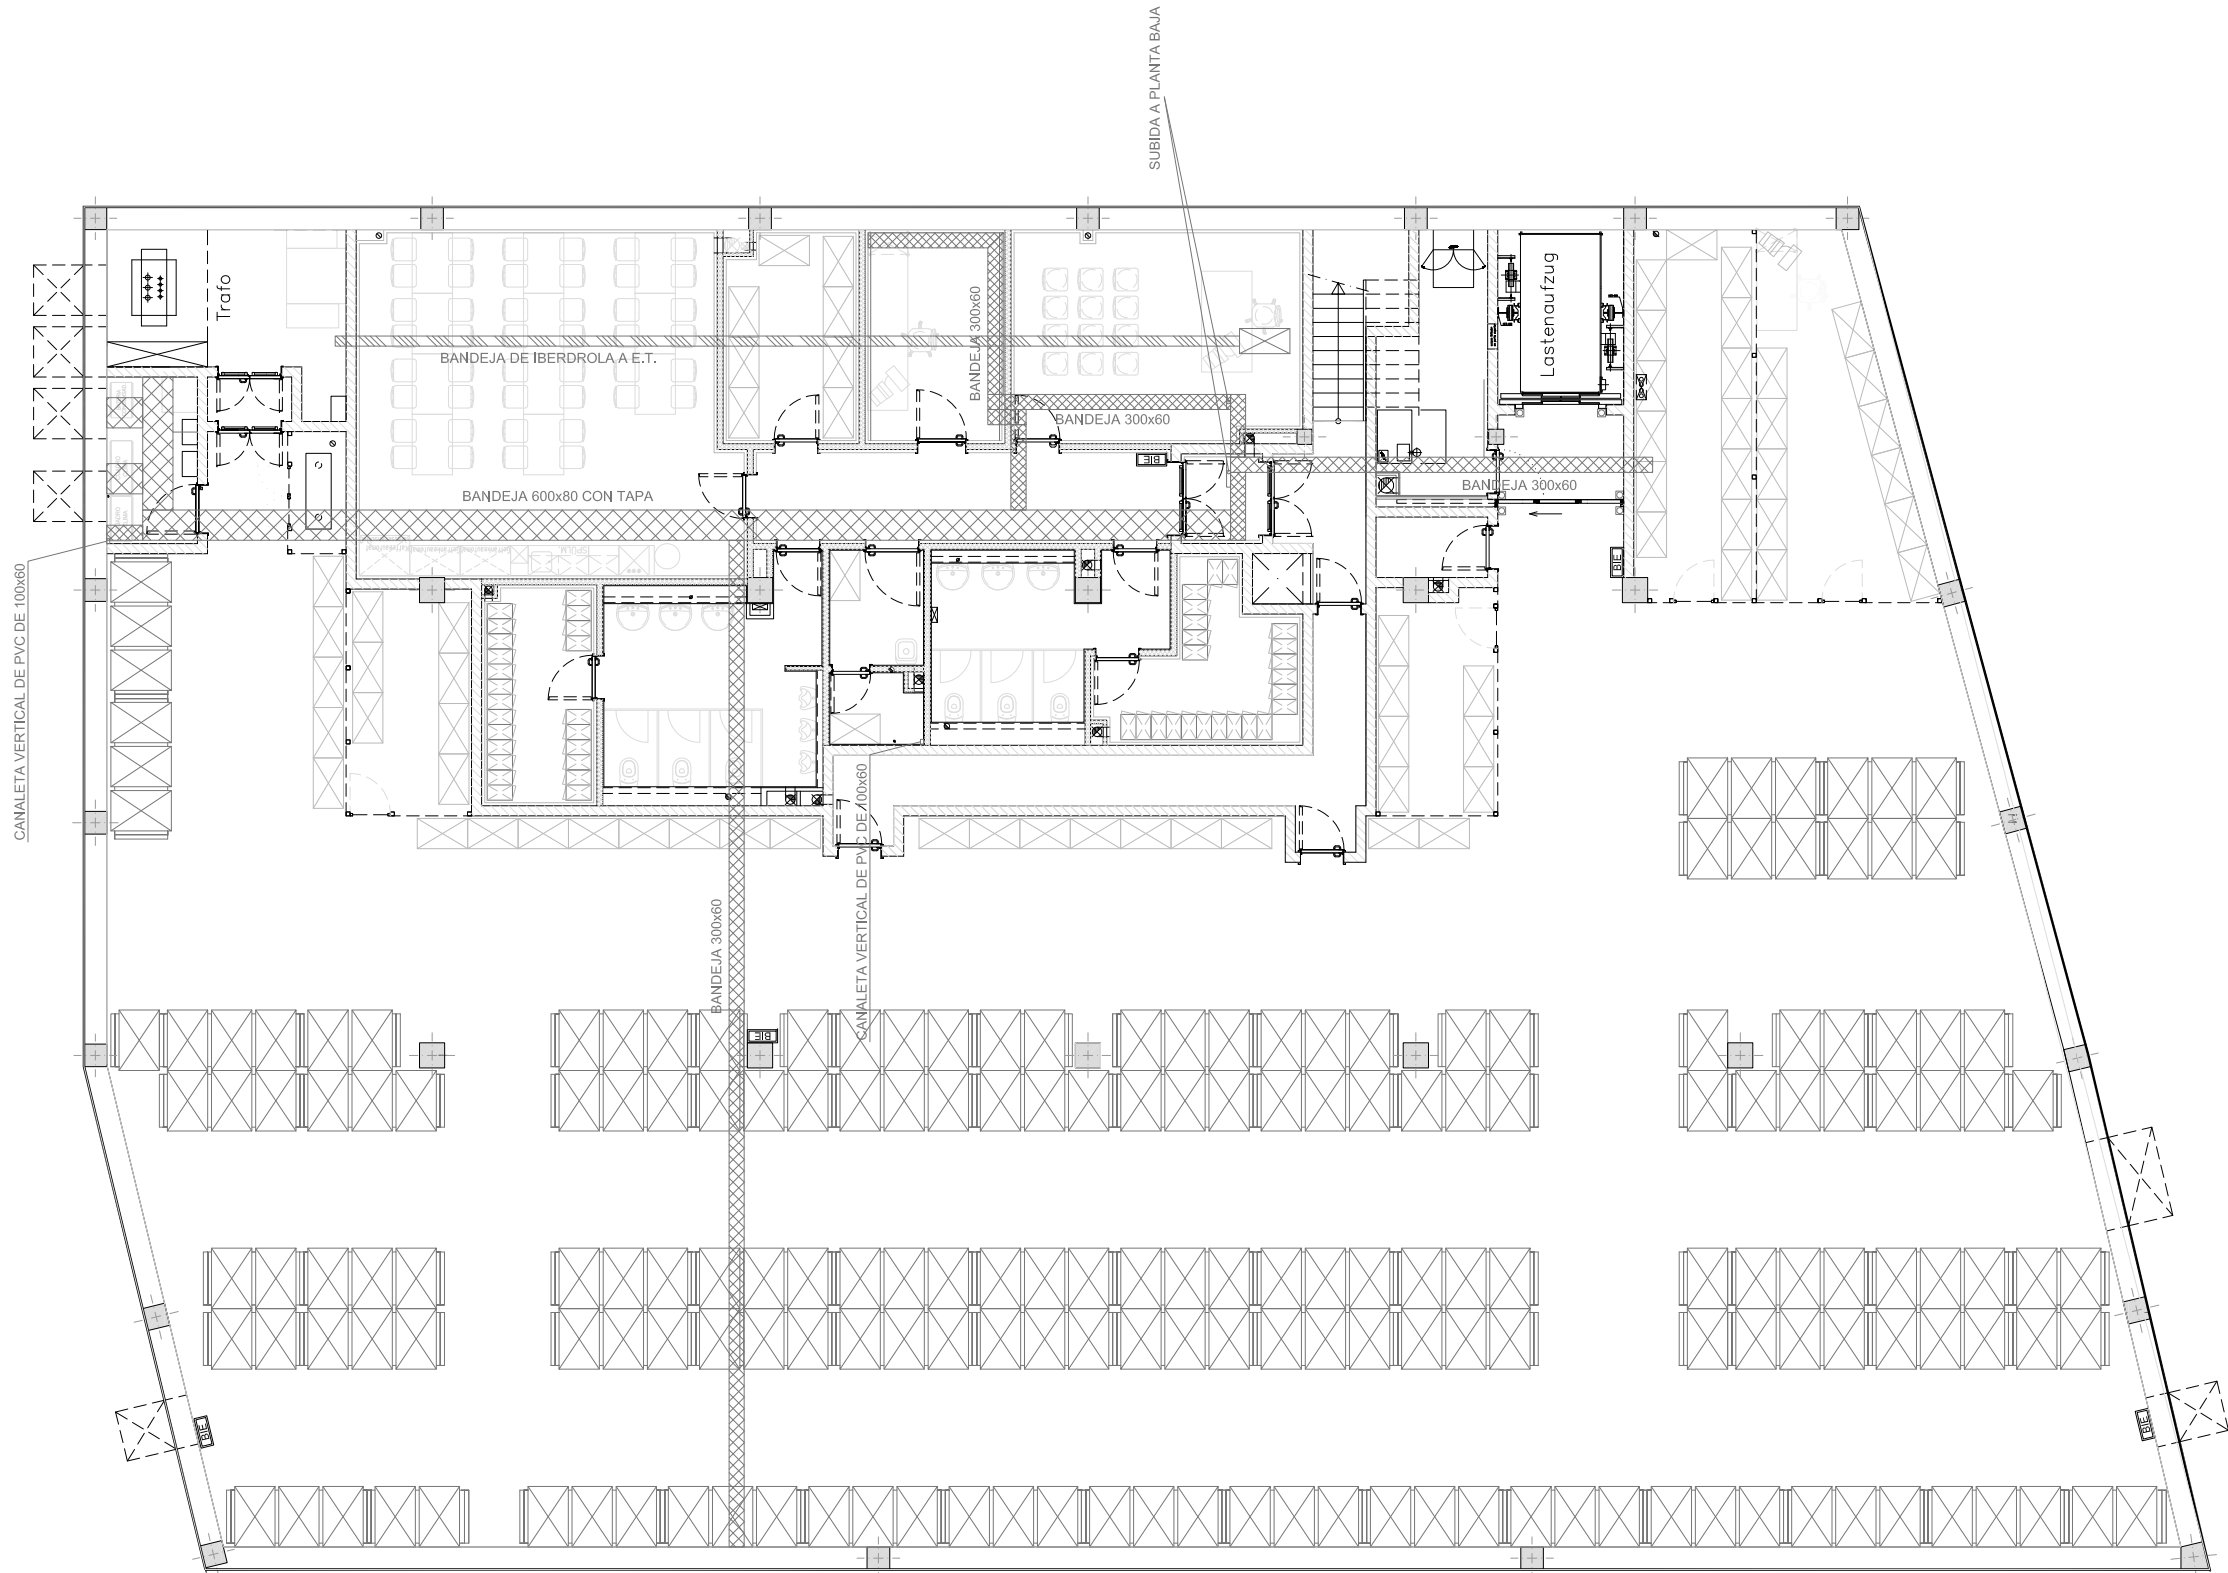 SUBIDA A PLANTA BAJA
Trafo
BANDEJA DE IBERDROLA A E.T.
BANDEJA 300x60
BANDEJA 300x60
Lastenaufzug
BIE
BANDEJA 600x80 CON TAPA
BANDEJA 300x60
SPÜLM
BIE
CANALETA VERTICAL DE PVC DE 100x60
CANALETA VERTICAL DE PVC DE 100x60
BANDEJA 300x60
BIE
BIE
BIE